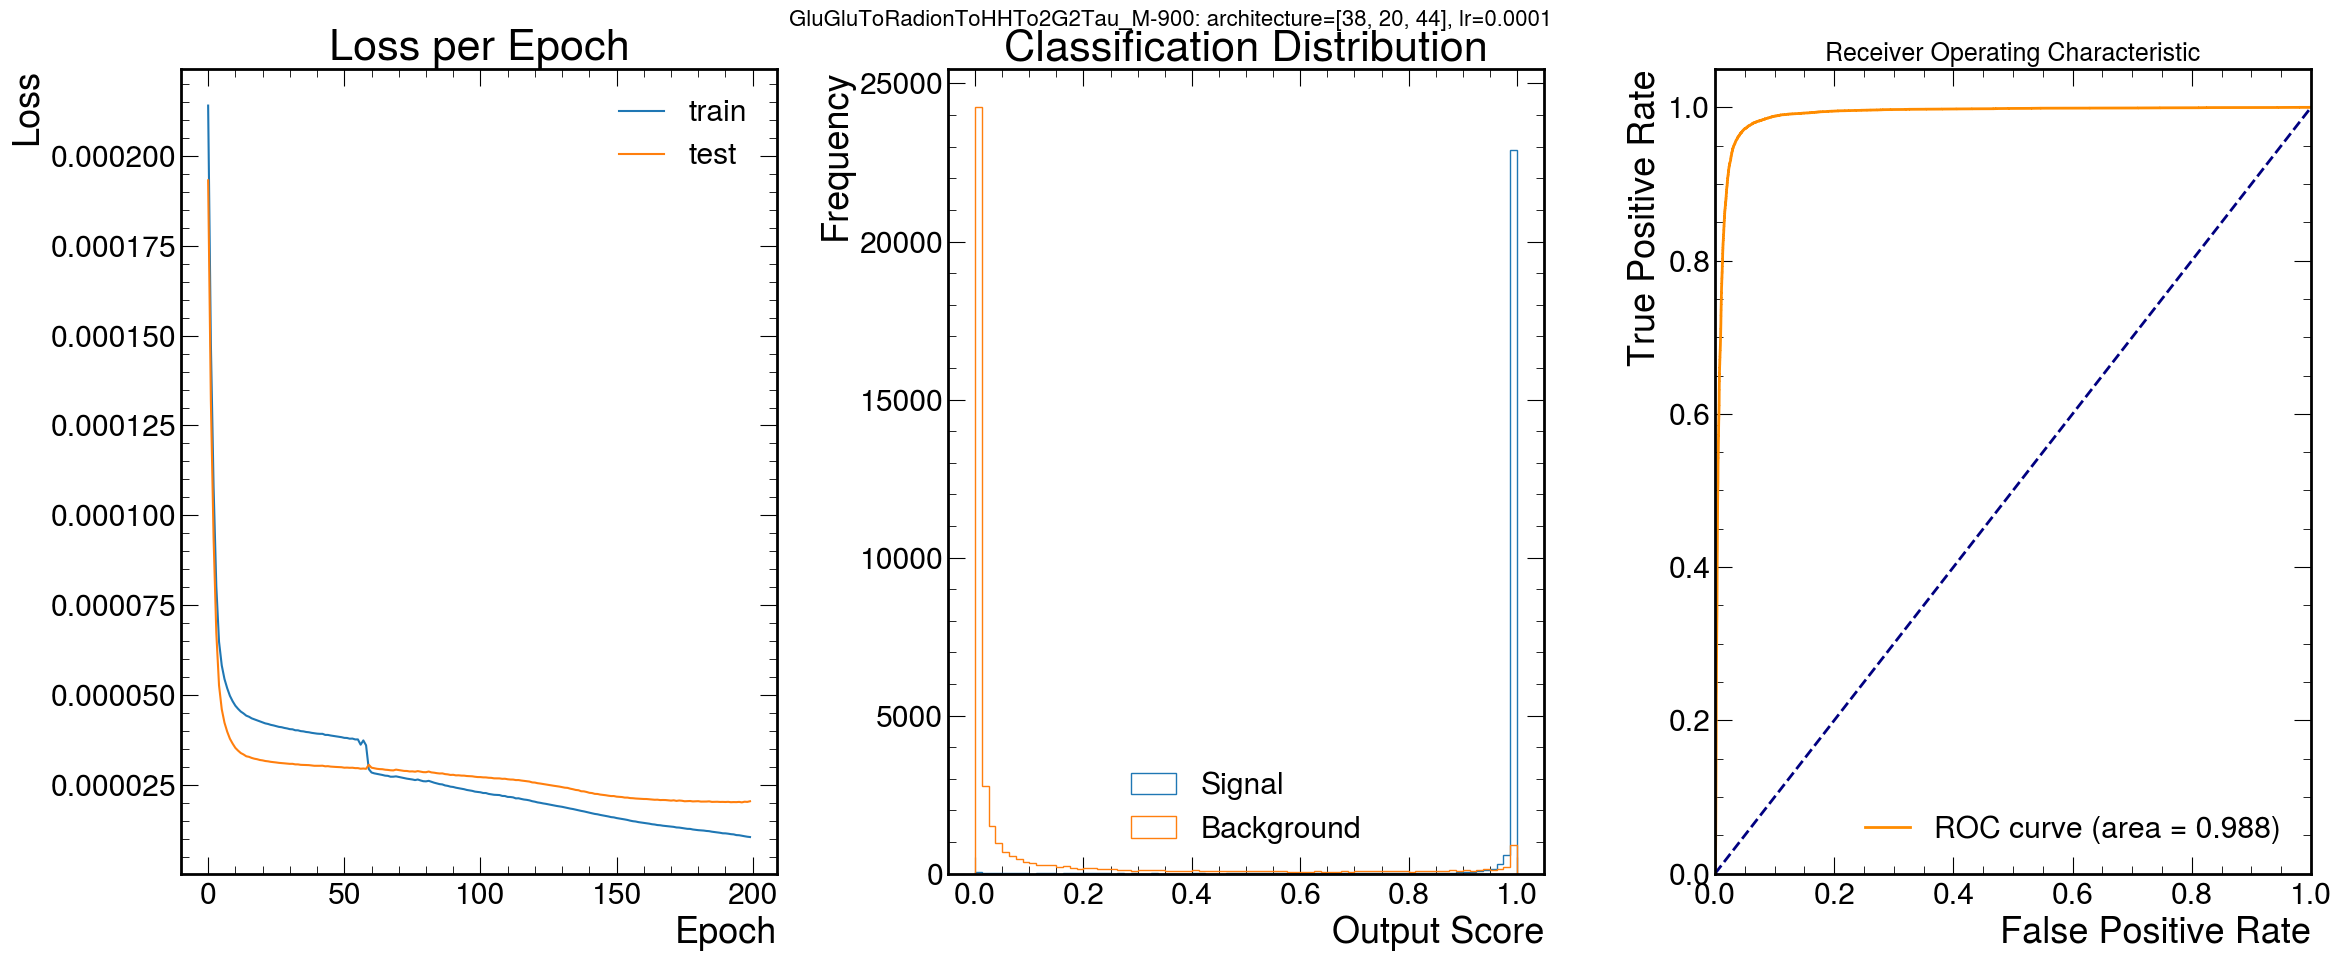 GluGluToRadionToHHTo2G2Tau_M-900: architecture=[38, 20, 44], lr=0.0001
Loss per Epoch
Loss
0.000200
0.000175
0.000150
0.000125
0.000100
0.000075
0.000050
0.000025
0
50
100
150
200
Epoch
train
test
Classification Distribution
Frequency
25000
20000
15000
10000
5000
0
0.0
0.2
0.4
0.6
0.8
1.0
Output Score
Signal
Background
Receiver Operating Characteristic
True Positive Rate
1.0
0.8
0.6
0.4
0.2
0.0
0.0
0.2
0.4
0.6
0.8
1.0
False Positive Rate
ROC curve (area = 0.988)